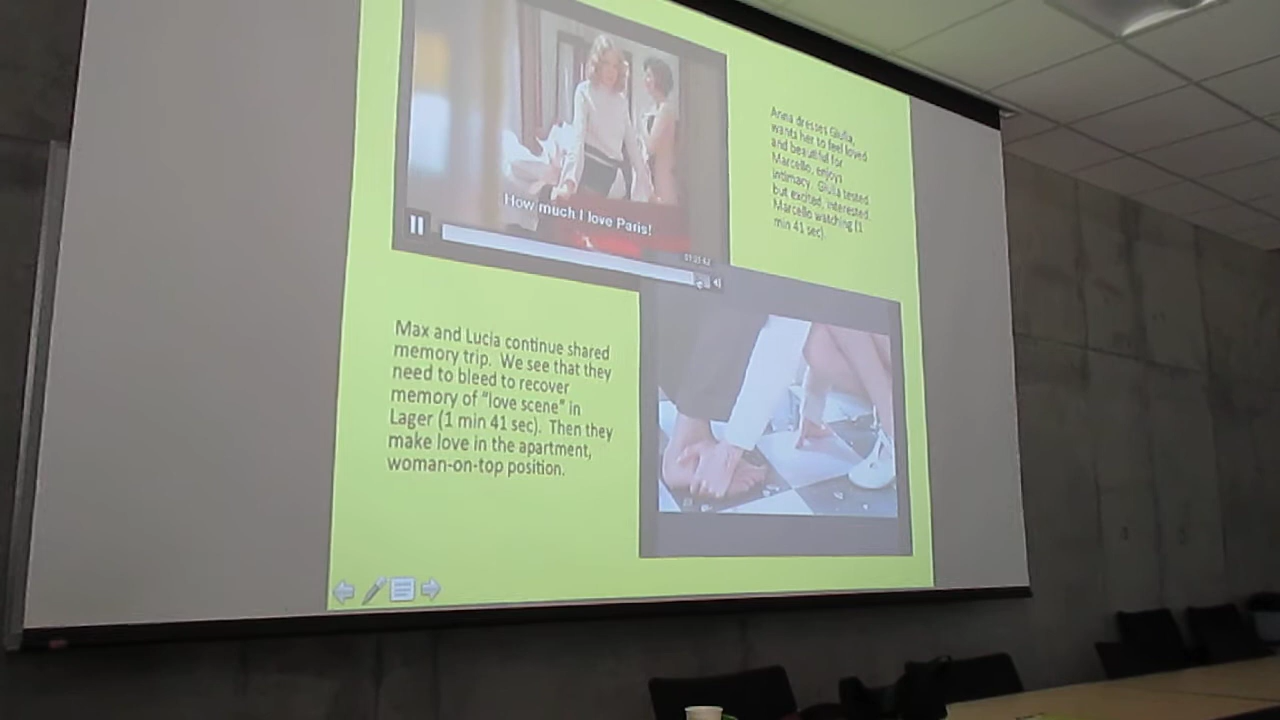 How much I love Paris!
Anna dresses Giulia,
wants her to feel loved
and beautiful for
Marcello, enjoys
intimacy. Giulia tested
but excited, interested.
Marcello watching (1
min 41 sec).
Max and Lucia continue shared
memory trip. We see that they
need to bleed to recover
memory of "love scene" in
Lager (1 min 41 sec). Then they
make love in the apartment,
woman-on-top position.